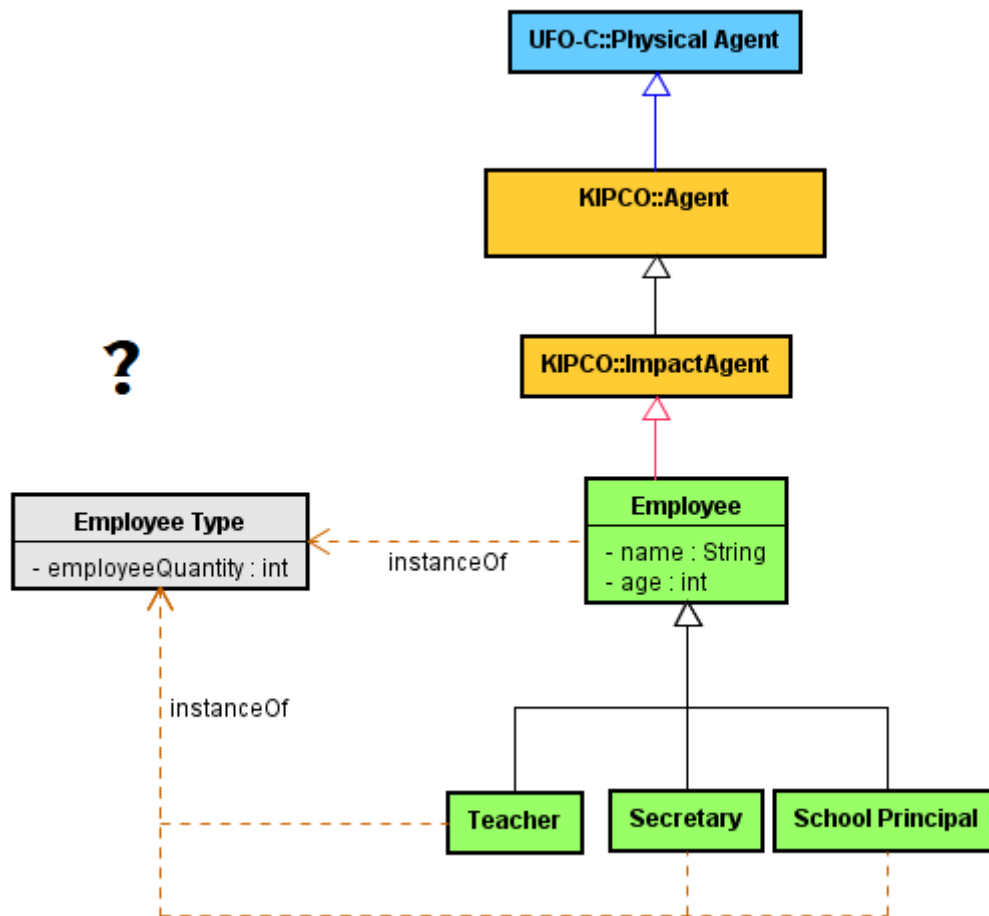 UFO-C::Physical Agent
KIPCO::Agent
?
KIPCO::ImpactAgent
Employee Type
- employeeQuantity : int
instanceOf
Employee
- name : String
- age : int
instanceOf
Teacher
Secretary
School Principal